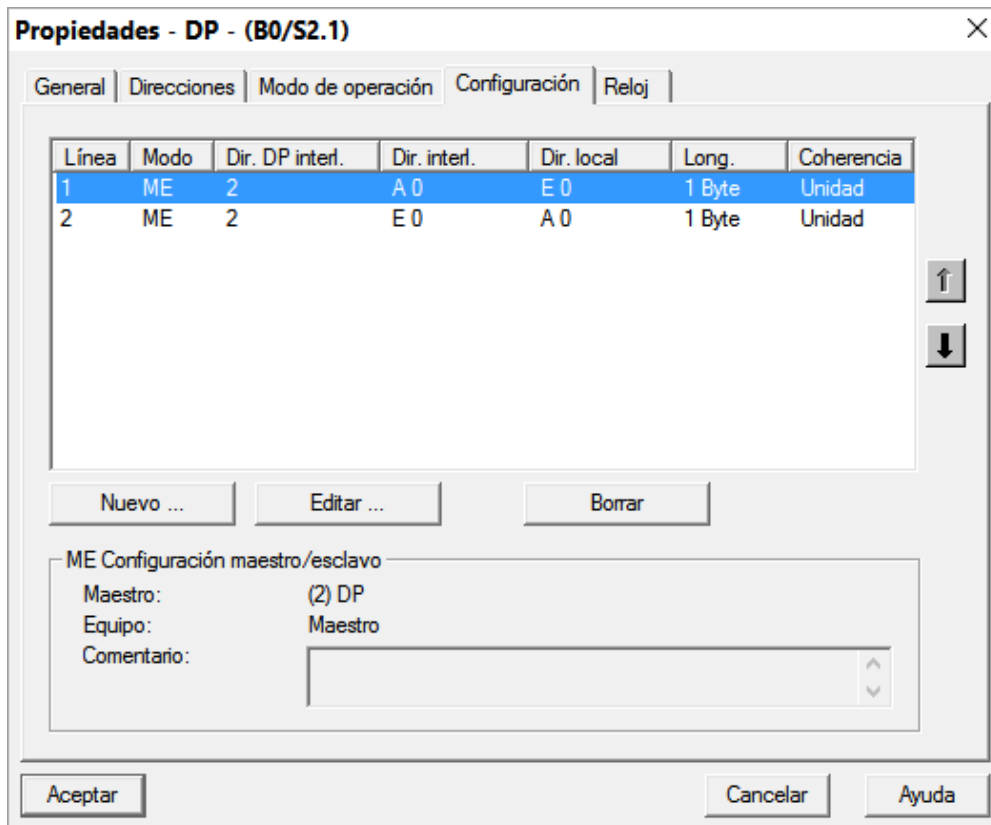 Propiedades - DP - (B0/S2.1)
General Direcciones Modo de operación Configuración Reloj
Línea Modo Dir. DP interl. Dir. interl. Dir. local Long. Coherencia
1 ME 2 A 0 E 0 1 Byte Unidad
2 ME 2 E 0 A 0 1 Byte Unidad
Nuevo ... Editar ... Borrar
ME Configuración maestro/esclavo
Maestro: (2) DP
Equipo: Maestro
Comentario:
Aceptar Cancelar Ayuda